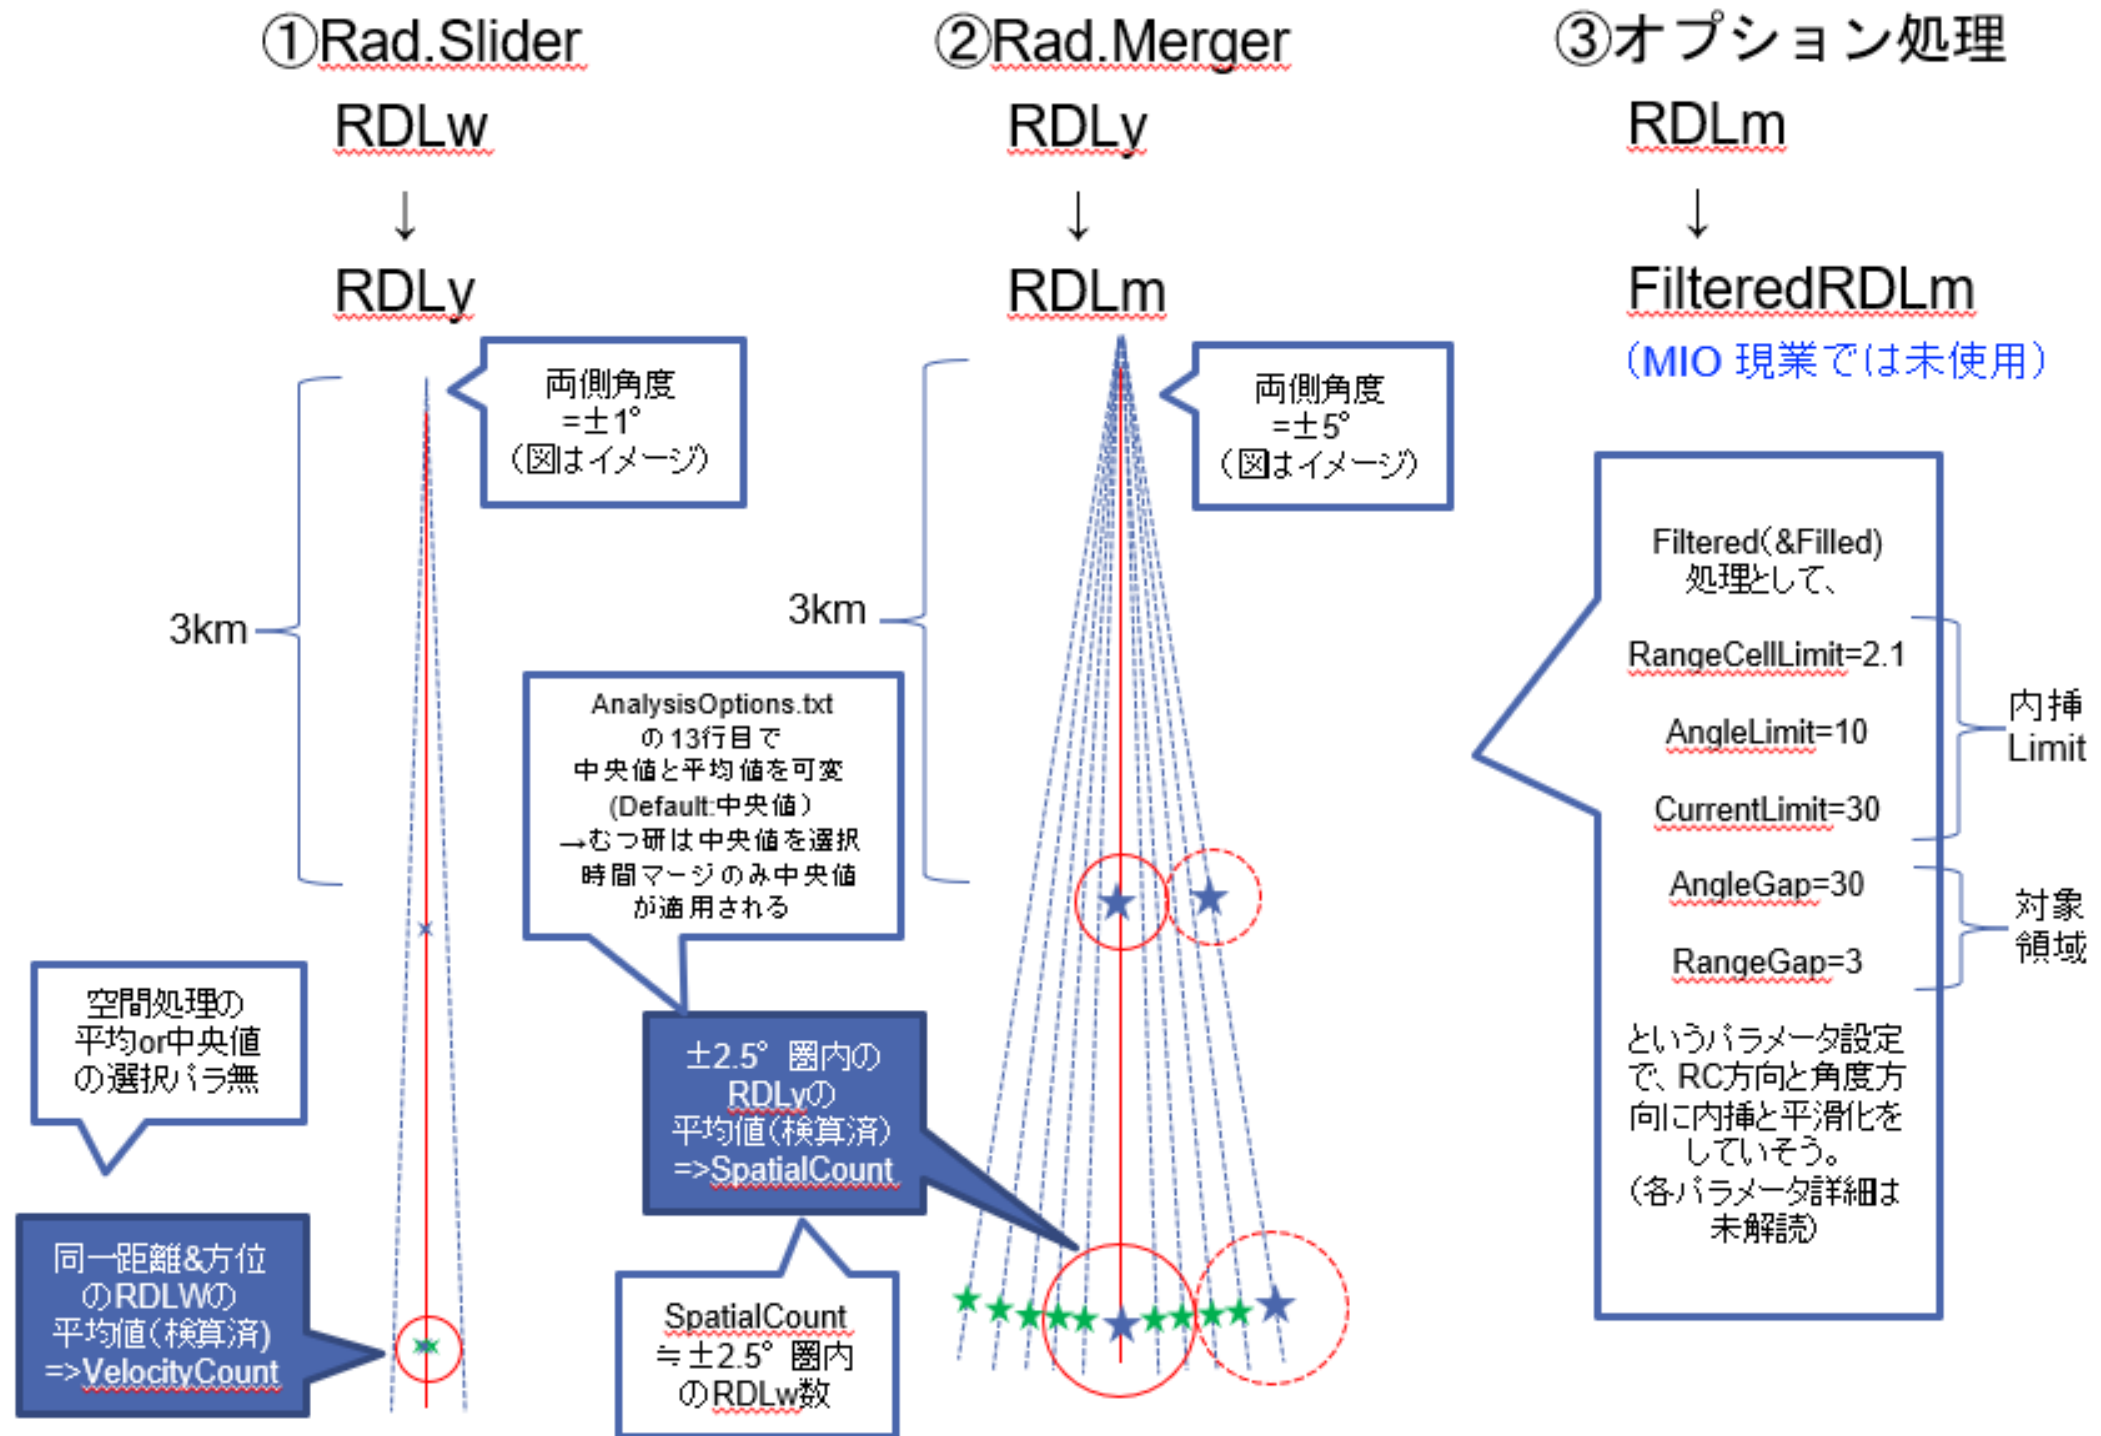 ①Rad.Slider
RDLw
↓
RDLy
両側角度
=±1°
（図はイメージ）
3km
空間処理の
平均or中央値
の選択パラ無
同一距離&方位
のRDLWの
平均値（検算済）
=>VelocityCount
②Rad.Merger
RDLy
↓
RDLm
両側角度
=±5°
（図はイメージ）
3km
AnalysisOptions.txt
の13行目で
中央値と平均値を可変
(Default:中央値）
→むつ研は中央値を選択
時間マージのみ中央値
が適用される
±2.5°圏内の
RDLyの
平均値（検算済）
=>SpatialCount
SpatialCount
≒±2.5°圏内
のRDLw数
③オプション処理
RDLm
↓
FilteredRDLm
（MIO 現業では未使用）
Filtered（&Filled)
処理として、
RangeCellLimit=2.1
AngleLimit=10
CurrentLimit=30
内挿
Limit
AngleGap=30
RangeGap=3
対象
領域
というパラメータ設定
で、RC方向と角度方
向に内挿と平滑化を
していそう。
（各パラメータ詳細は
未解読）